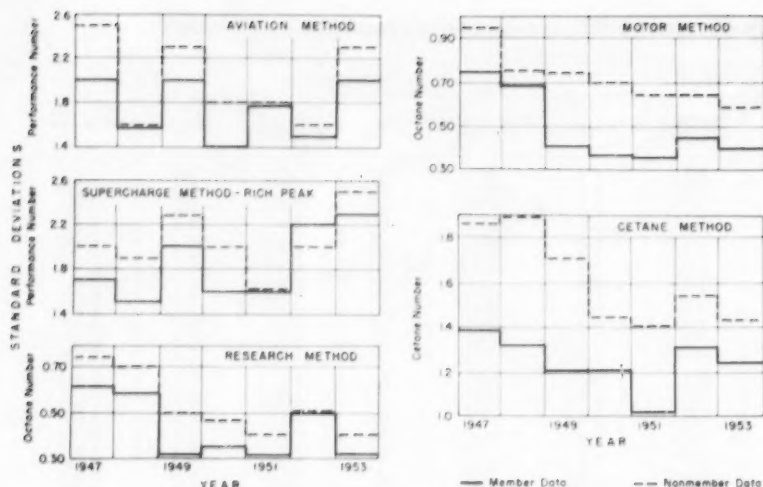 AVIATION METHOD
Performance Number
2.6
2.2
1.8
1.4
STANDARD DEVIATIONS
SUPERCHARGE METHOD - RICH PEAK
Performance Number
2.6
2.2
1.8
1.4
RESEARCH METHOD
Octane Number
0.70
0.50
0.30
1947 1949 1951 1953
YEAR
MOTOR METHOD
Octane Number
0.90
0.70
0.50
0.30
CETANE METHOD
Cetane Number
1.8
1.4
1.2
1.0
1947 1949 1951 1953
YEAR
Member Data Nonmember Data